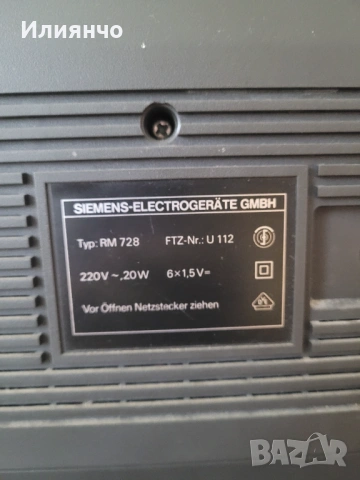 Илиянчо
SIEMENS-ELECTROGERÄTE GMBH
Typ: RM 728 FTZ-Nr.: U 112
220V ~, 20W 6×1,5V=
Vor Öffnen Netzstecker ziehen
BAZAR